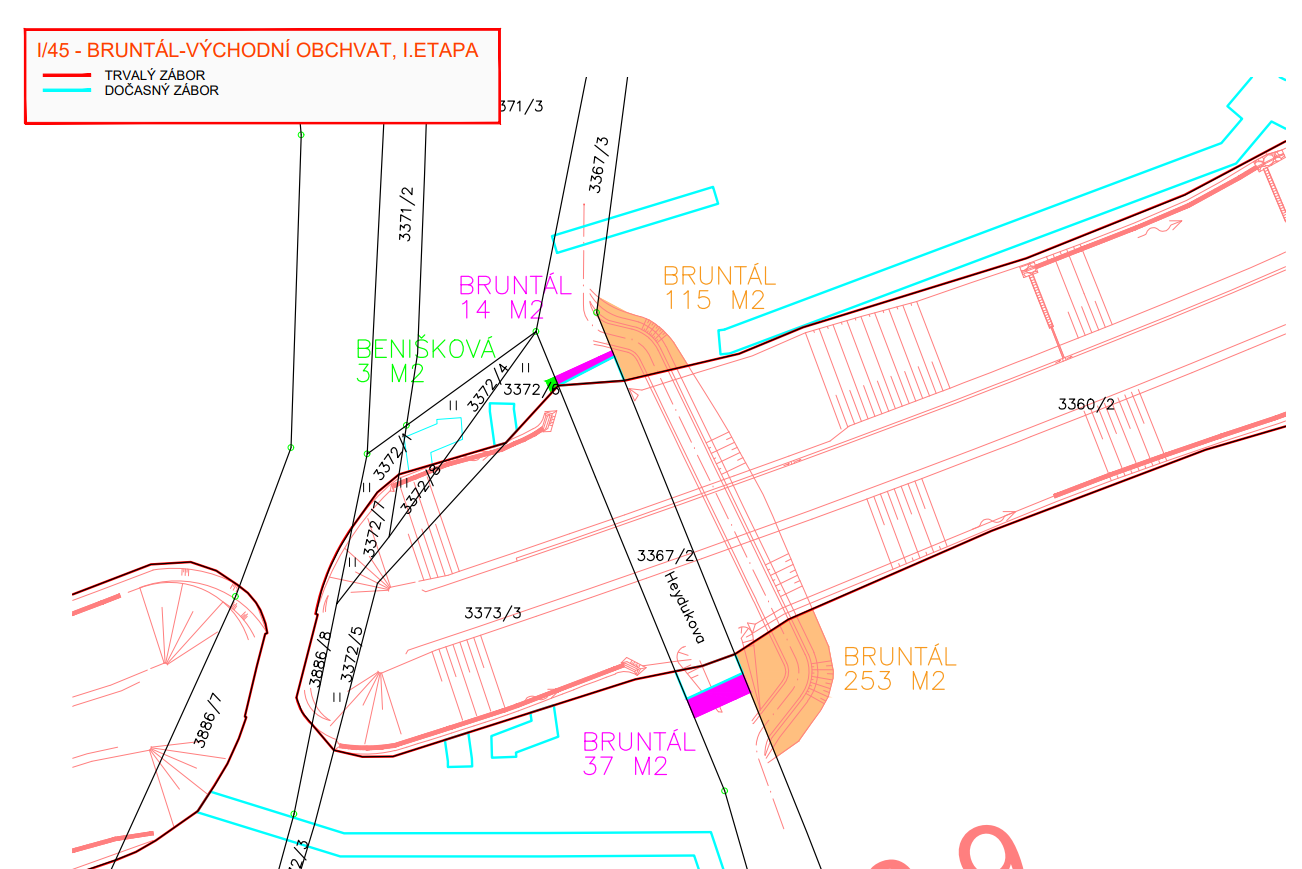 I/45 - BRUNTÁL-VÝCHODNÍ OBCHVAT, I.ETAPA
TRVALÝ ZÁBOR
DOČASNÝ ZÁBOR
371/3
3367/3
3371/2
BRUNTÁL
14 M2
BRUNTÁL
115 M2
BENIŠKOVÁ
3 M2
3372/4
3372/6
3360/2
3372/1
3372/8
3372/7
3367/2
Heydukova
3373/3
3886/8
3372/5
BRUNTÁL
253 M2
3886/7
BRUNTÁL
37 M2
2/3